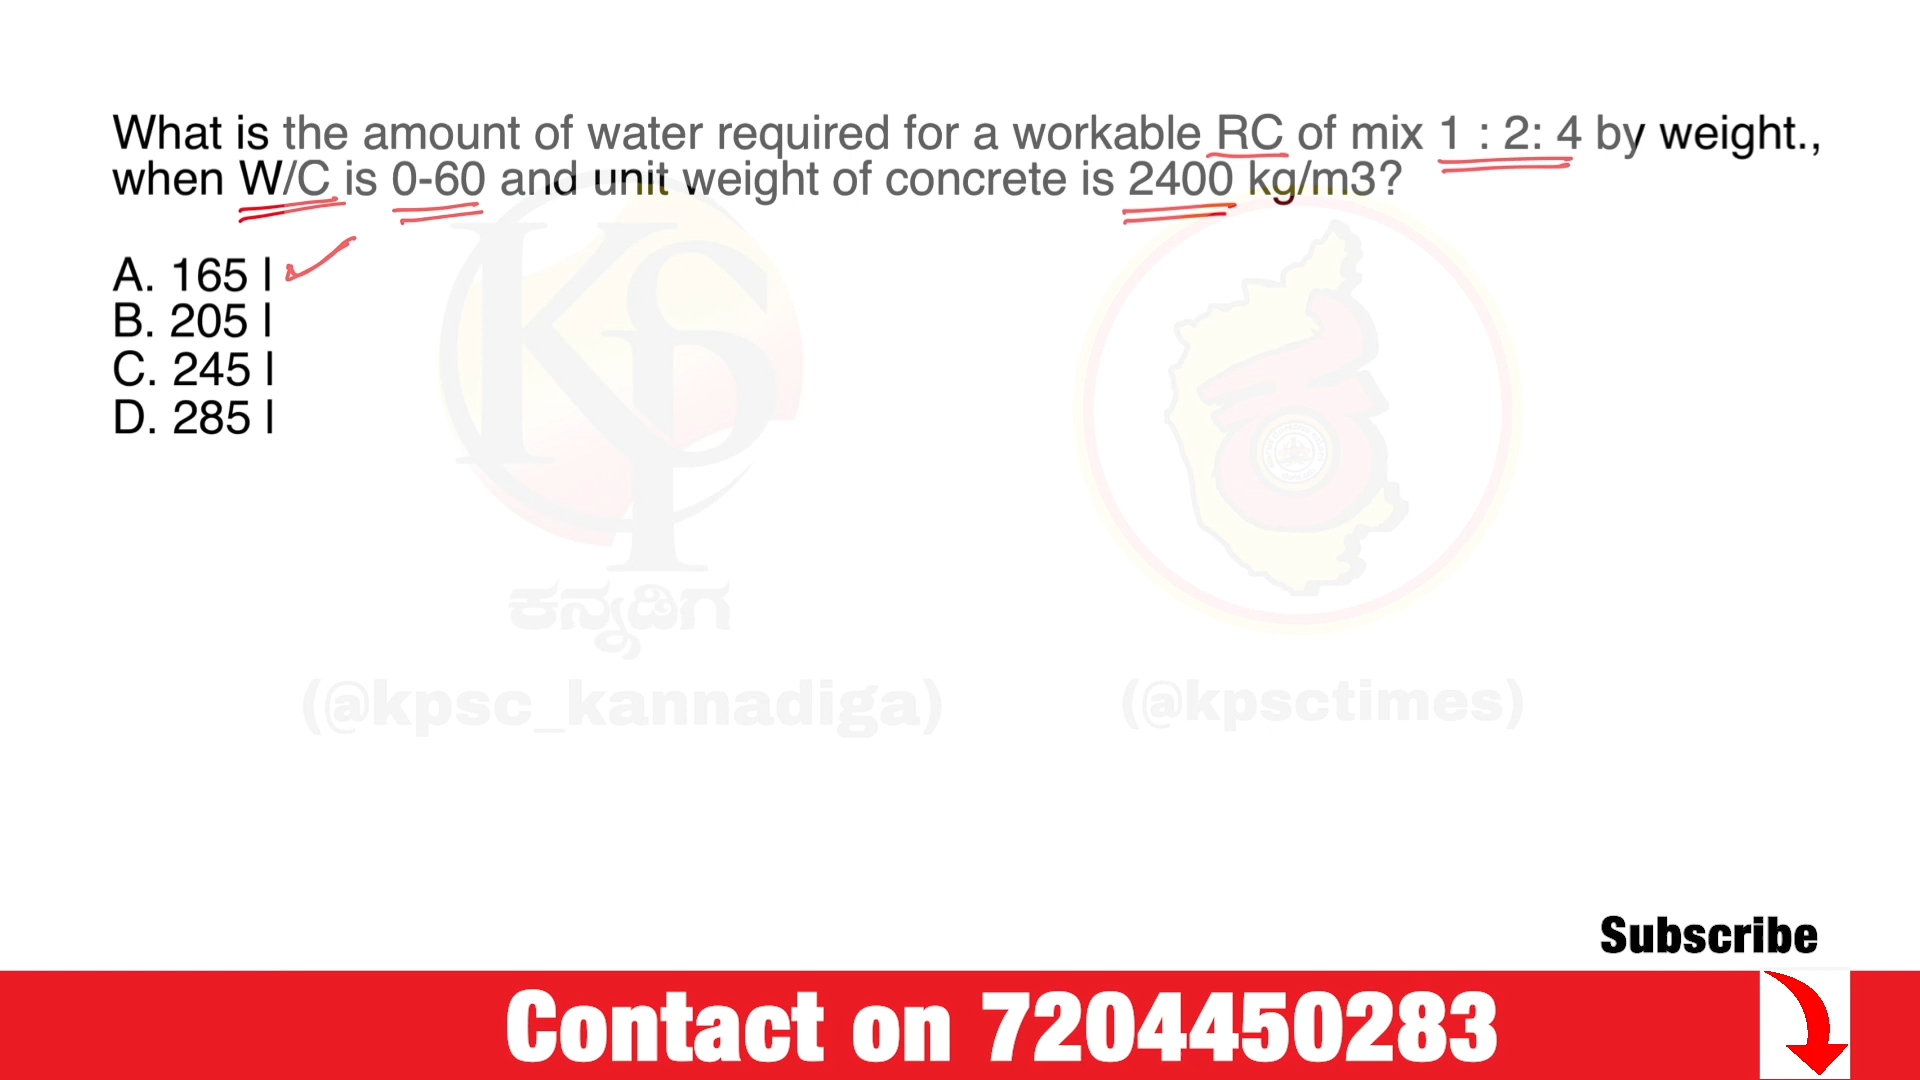 What is the amount of water required for a workable RC of mix 1 : 2: 4 by weight.,
when W/C is 0-60 and unit weight of concrete is 2400 kg/m3?
A. 165 l
B. 205 l
C. 245 l
D. 285 l
KPS
ಕನ್ನಡಿಗ
(@kpsc_kannadiga)
(@kpsctimes)
Subscribe
Contact on 7204450283